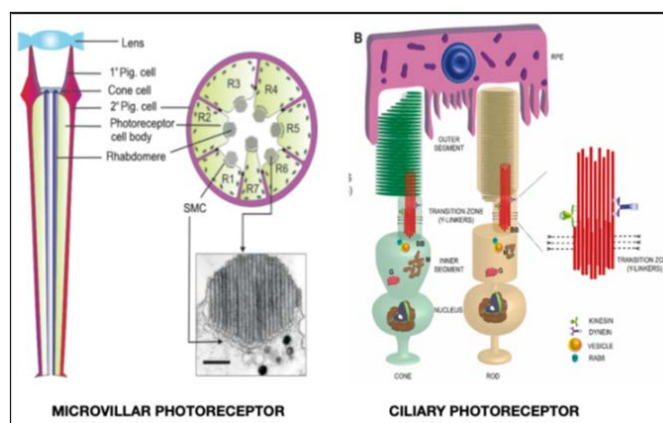 Lens
1° Pig. cell
Cone cell
2° Pig. cell
Photoreceptor
cell body
Rhabdomere
SMC
R3
R4
R2
R5
R1
R7
R6
MICROVILLAR PHOTORECEPTOR
B
RPE
OUTER
SEGMENT
TRANSITION ZONE
(Y-LINKERS)
BB
M
INNER
SEGMENT
G
G
NUCLEUS
CONE
ROD
TRANSITION ZONE
(Y-LINKERS)
KINESIN
DYNEIN
VESICLE
RAB8
CILIARY PHOTORECEPTOR